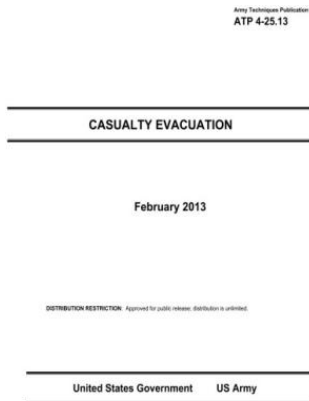 Army Techniques Publication
ATP 4-25.13
CASUALTY EVACUATION
February 2013
DISTRIBUTION RESTRICTION: Approved for public release; distribution is unlimited.
United States Government US Army